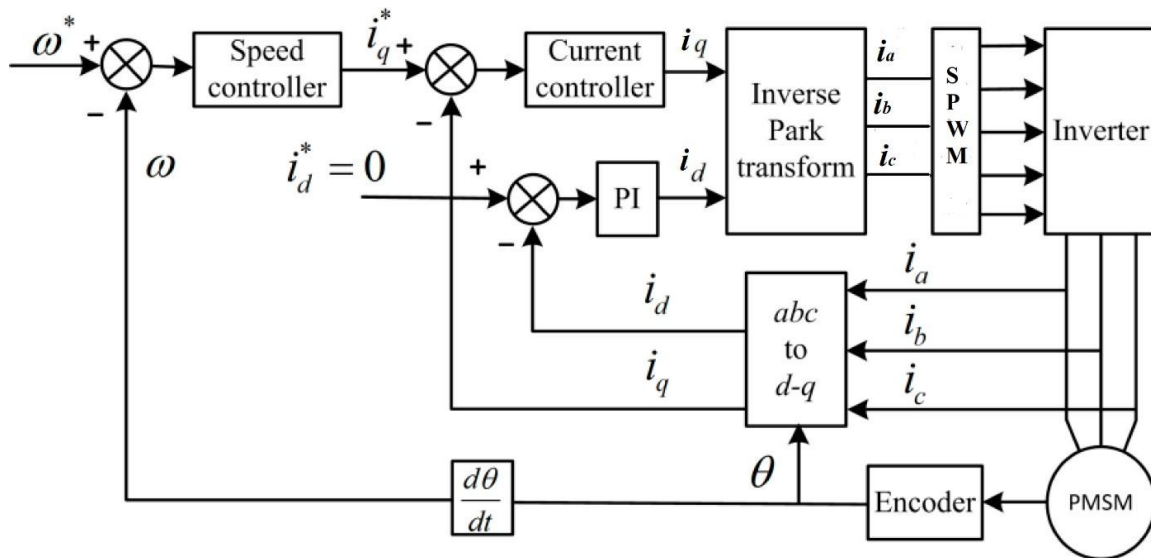 ω* +
−
ω
Speed
controller
i_q^* +
−
Current
controller
i_q
i_d^* = 0
+
−
PI
i_d
Inverse
Park
transform
i_a
i_b
i_c
S
P
W
M
Inverter
i_a
i_b
i_c
abc
to
d-q
i_d
i_q
θ
dθ
dt
Encoder
PMSM